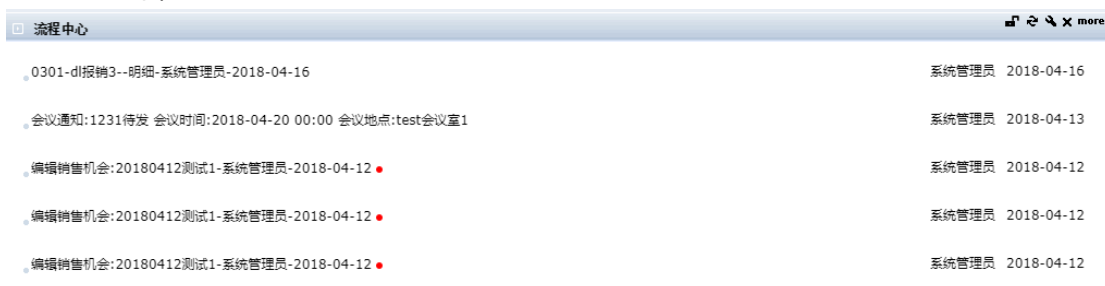 流程中心 more
0301-dl报销3--明细-系统管理员-2018-04-16 系统管理员 2018-04-16
会议通知:1231待发 会议时间:2018-04-20 00:00 会议地点:test会议室1 系统管理员 2018-04-13
编辑销售机会:20180412测试1-系统管理员-2018-04-12 系统管理员 2018-04-12
编辑销售机会:20180412测试1-系统管理员-2018-04-12 系统管理员 2018-04-12
编辑销售机会:20180412测试1-系统管理员-2018-04-12 系统管理员 2018-04-12